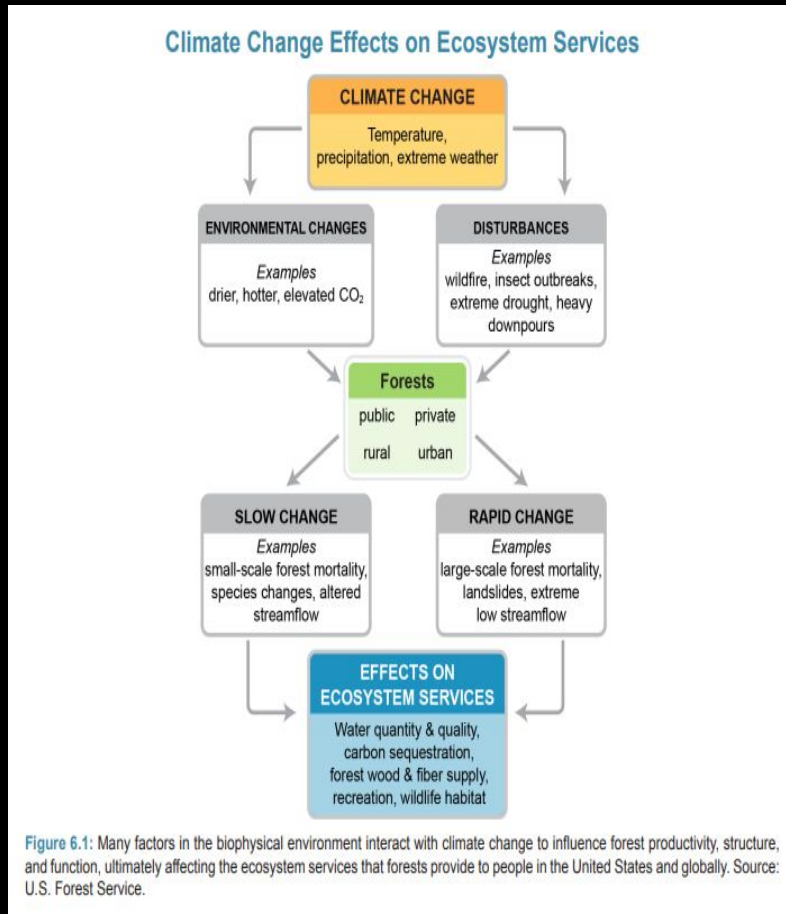 Climate Change Effects on Ecosystem Services
CLIMATE CHANGE
Temperature,
precipitation, extreme weather
ENVIRONMENTAL CHANGES
Examples
drier, hotter, elevated CO₂
DISTURBANCES
Examples
wildfire, insect outbreaks,
extreme drought, heavy
downpours
Forests
public private
rural urban
SLOW CHANGE
Examples
small-scale forest mortality,
species changes, altered
streamflow
RAPID CHANGE
Examples
large-scale forest mortality,
landslides, extreme
low streamflow
EFFECTS ON
ECOSYSTEM SERVICES
Water quantity & quality,
carbon sequestration,
forest wood & fiber supply,
recreation, wildlife habitat
Figure 6.1: Many factors in the biophysical environment interact with climate change to influence forest productivity, structure,
and function, ultimately affecting the ecosystem services that forests provide to people in the United States and globally. Source:
U.S. Forest Service.